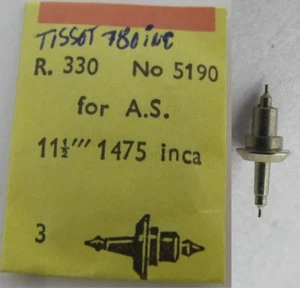 TISSOT 780 inc
R. 330 No 5190
for A.S.
11½''' 1475 inca
3